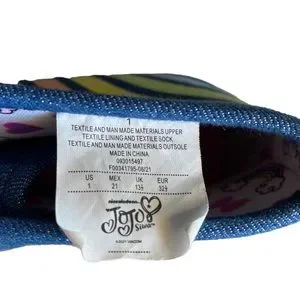 1
TEXTILE AND MAN MADE MATERIALS UPPER
TEXTILE LINING AND TEXTILE SOCK
TEXTILE AND MAN MADE MATERIALS OUTSOLE
MADE IN CHINA
093015497
F00341795-08/21
US MEX UK EUR
1 21 13½ 32½
nickelodeon
JoJo
Siwa
©2021 VIACOM